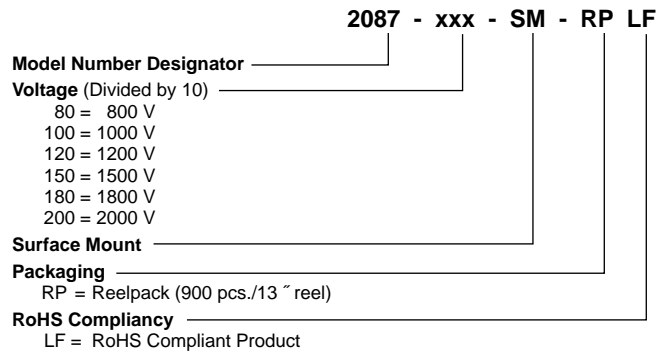 2087 - xxx - SM - RP LF
Model Number Designator
Voltage (Divided by 10)
80 = 800 V
100 = 1000 V
120 = 1200 V
150 = 1500 V
180 = 1800 V
200 = 2000 V
Surface Mount
Packaging
RP = Reelpack (900 pcs./13 ˝ reel)
RoHS Compliancy
LF = RoHS Compliant Product